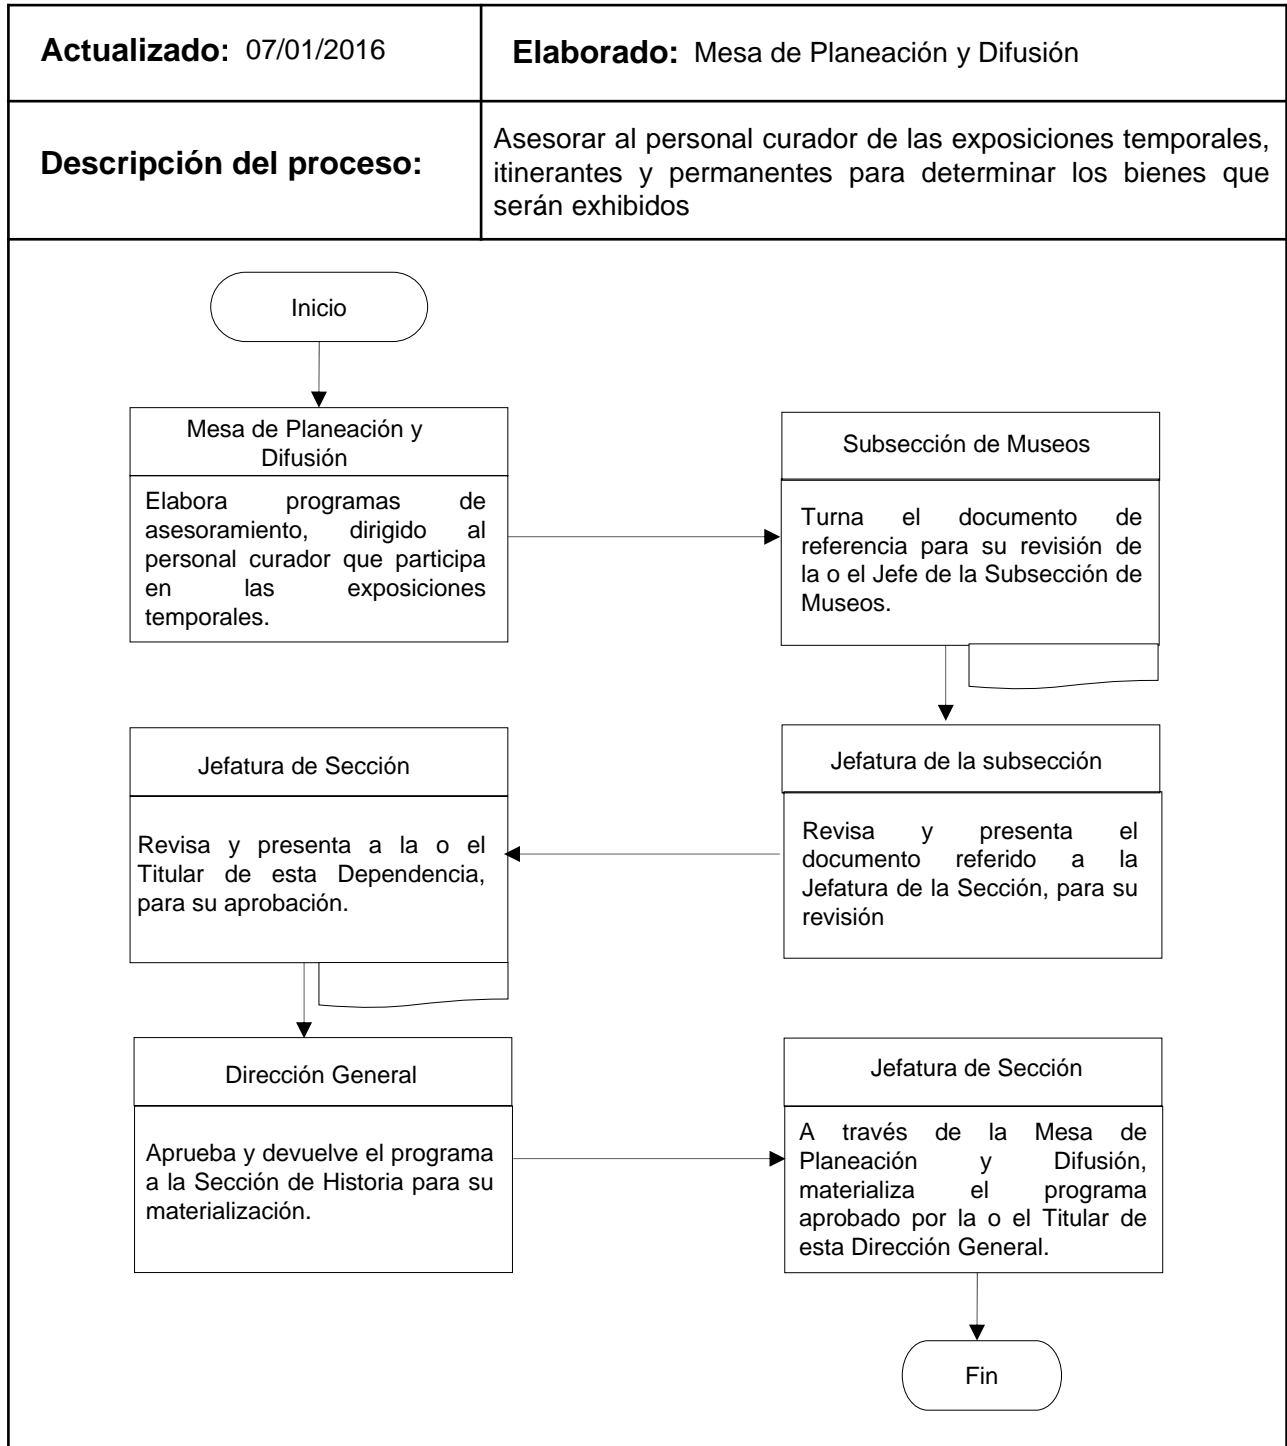 Actualizado: 07/01/2016
Elaborado: Mesa de Planeación y Difusión
Descripción del proceso:
Asesorar al personal curador de las exposiciones temporales,
itinerantes y permanentes para determinar los bienes que
serán exhibidos
Inicio
Mesa de Planeación y
Difusión
Elabora programas de
asesoramiento, dirigido al
personal curador que participa
en las exposiciones
temporales.
Subsección de Museos
Turna el documento de
referencia para su revisión de
la o el Jefe de la Subsección de
Museos.
Jefatura de la subsección
Revisa y presenta el
documento referido a la
Jefatura de la Sección, para su
revisión
Jefatura de Sección
Revisa y presenta a la o el
Titular de esta Dependencia,
para su aprobación.
Dirección General
Aprueba y devuelve el programa
a la Sección de Historia para su
materialización.
Jefatura de Sección
A través de la Mesa de
Planeación y Difusión,
materializa el programa
aprobado por la o el Titular de
esta Dirección General.
Fin